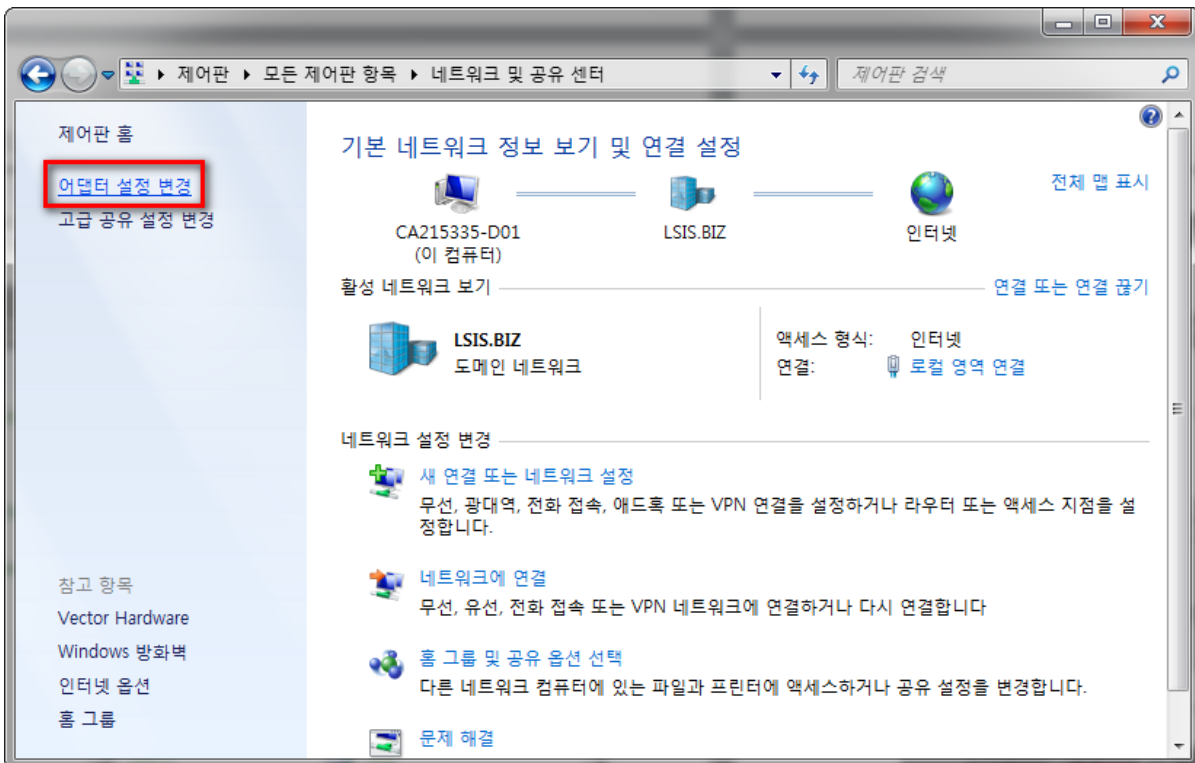 제어판 ▸ 모든 제어판 항목 ▸ 네트워크 및 공유 센터
제어판 검색
제어판 홈
어댑터 설정 변경
고급 공유 설정 변경
기본 네트워크 정보 보기 및 연결 설정
전체 맵 표시
CA215335-D01
(이 컴퓨터)
LSIS.BIZ
인터넷
활성 네트워크 보기
연결 또는 연결 끊기
LSIS.BIZ
도메인 네트워크
액세스 형식: 인터넷
연결: 로컬 영역 연결
네트워크 설정 변경
새 연결 또는 네트워크 설정
무선, 광대역, 전화 접속, 애드혹 또는 VPN 연결을 설정하거나 라우터 또는 액세스 지점을 설
정합니다.
네트워크에 연결
무선, 유선, 전화 접속 또는 VPN 네트워크에 연결하거나 다시 연결합니다
홈 그룹 및 공유 옵션 선택
다른 네트워크 컴퓨터에 있는 파일과 프린터에 액세스하거나 공유 설정을 변경합니다.
문제 해결
참고 항목
Vector Hardware
Windows 방화벽
인터넷 옵션
홈 그룹